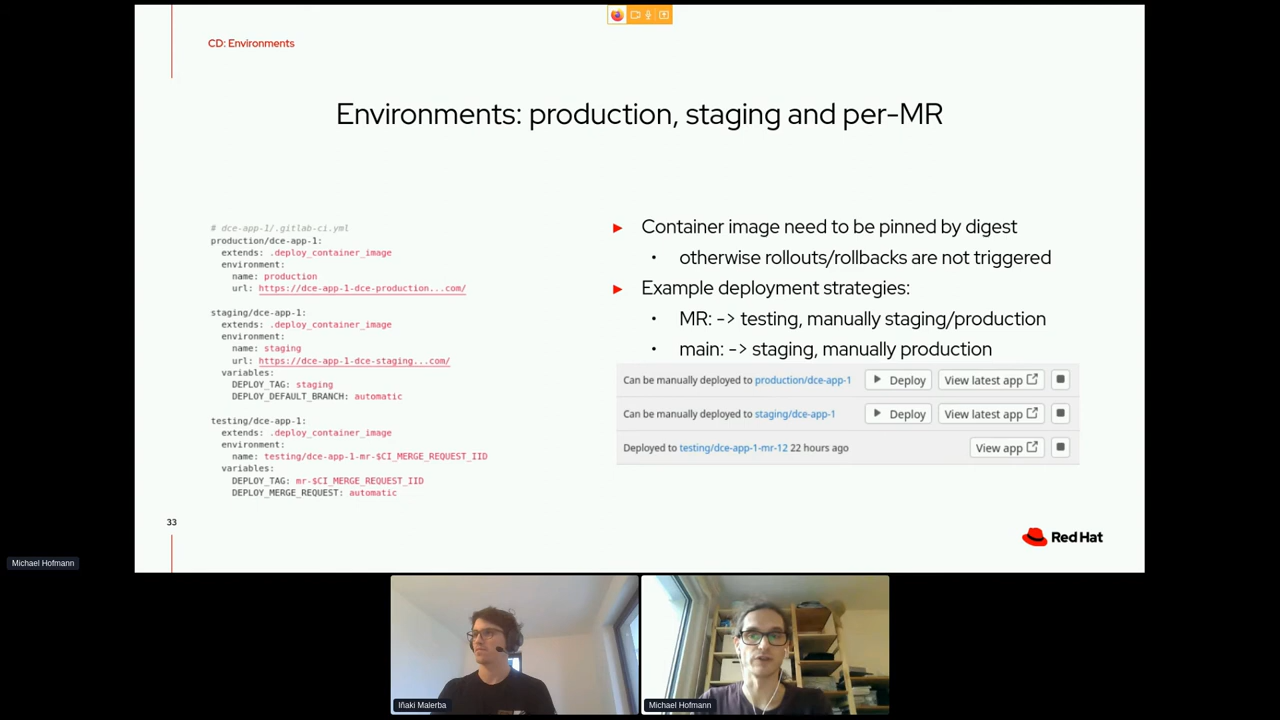 CD: Environments
Environments: production, staging and per-MR
# dce-app-1/.gitlab-ci.yml
production/dce-app-1:
  extends: .deploy_container_image
  environment:
    name: production
    url: https://dce-app-1-dce-production...com/
staging/dce-app-1:
  extends: .deploy_container_image
  environment:
    name: staging
    url: https://dce-app-1-dce-staging...com/
  variables:
    DEPLOY_TAG: staging
    DEPLOY_DEFAULT_BRANCH: automatic
testing/dce-app-1:
  extends: .deploy_container_image
  environment:
    name: testing/dce-app-1-mr-$CI_MERGE_REQUEST_IID
  variables:
    DEPLOY_TAG: mr-$CI_MERGE_REQUEST_IID
    DEPLOY_MERGE_REQUEST: automatic
► Container image need to be pinned by digest
• otherwise rollouts/rollbacks are not triggered
► Example deployment strategies:
• MR: -> testing, manually staging/production
• main: -> staging, manually production
Can be manually deployed to production/dce-app-1 Deploy View latest app
Can be manually deployed to staging/dce-app-1 Deploy View latest app
Deployed to testing/dce-app-1-mr-12 22 hours ago View app
33
Red Hat
Michael Hofmann
Iñaki Malerba
Michael Hofmann